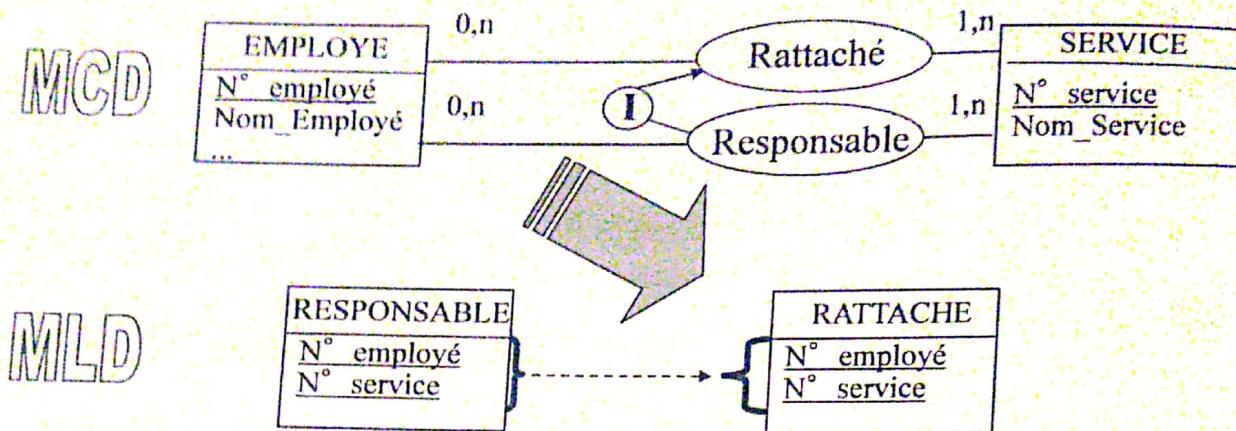 MCD
EMPLOYE
N° employé
Nom_Employé
...
0,n
0,n
Rattaché
I
Responsable
1,n
1,n
SERVICE
N° service
Nom_Service
MLD
RESPONSABLE
N° employé
N° service
RATTACHE
N° employé
N° service